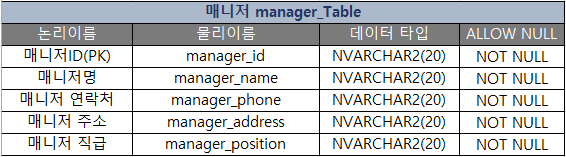 매니저 manager_Table
논리이름 물리이름 데이터 타입 ALLOW NULL
매니저ID(PK) manager_id NVARCHAR2(20) NOT NULL
매니저명 manager_name NVARCHAR2(20) NOT NULL
매니저 연락처 manager_phone NVARCHAR2(20) NOT NULL
매니저 주소 manager_address NVARCHAR2(20) NOT NULL
매니저 직급 manager_position NVARCHAR2(20) NOT NULL